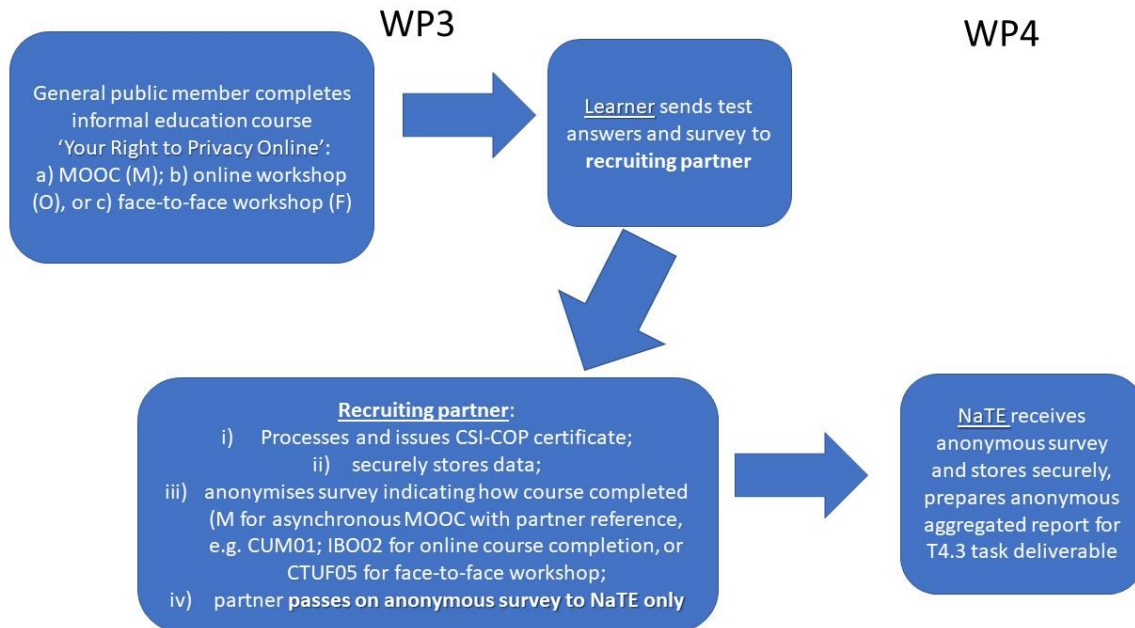 WP3
WP4
General public member completes
informal education course
‘Your Right to Privacy Online’:
a) MOOC (M); b) online workshop
(O), or c) face-to-face workshop (F)
Learner sends test
answers and survey to
recruiting partner
Recruiting partner:
i) Processes and issues CSI-COP certificate;
ii) securely stores data;
iii) anonymises survey indicating how course completed
(M for asynchronous MOOC with partner reference,
e.g. CUM01; IBO02 for online course completion, or
CTUF05 for face-to-face workshop;
iv) partner passes on anonymous survey to NaTE only
NaTE receives
anonymous survey
and stores securely,
prepares anonymous
aggregated report for
T4.3 task deliverable